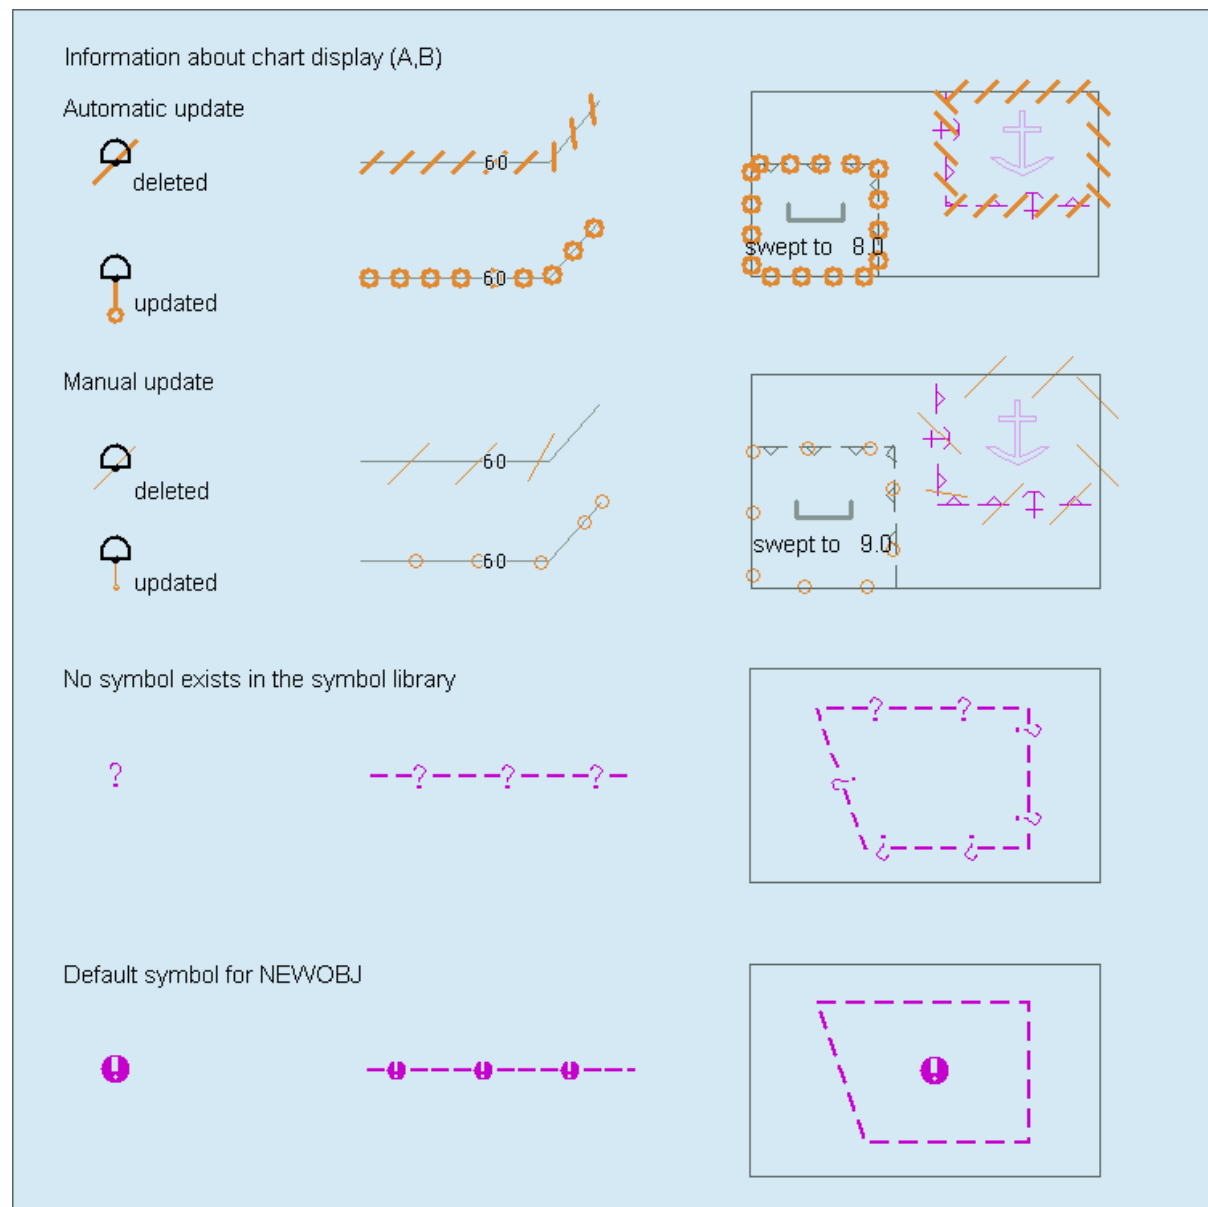 Information about chart display (A,B)
Automatic update
deleted
60
updated
60
swept to 8.0
Manual update
deleted
60
updated
60
swept to 9.0
No symbol exists in the symbol library
?
? ? ?
? ? ? ? ? ? ?
Default symbol for NEWOBJ
!
! ! !
!